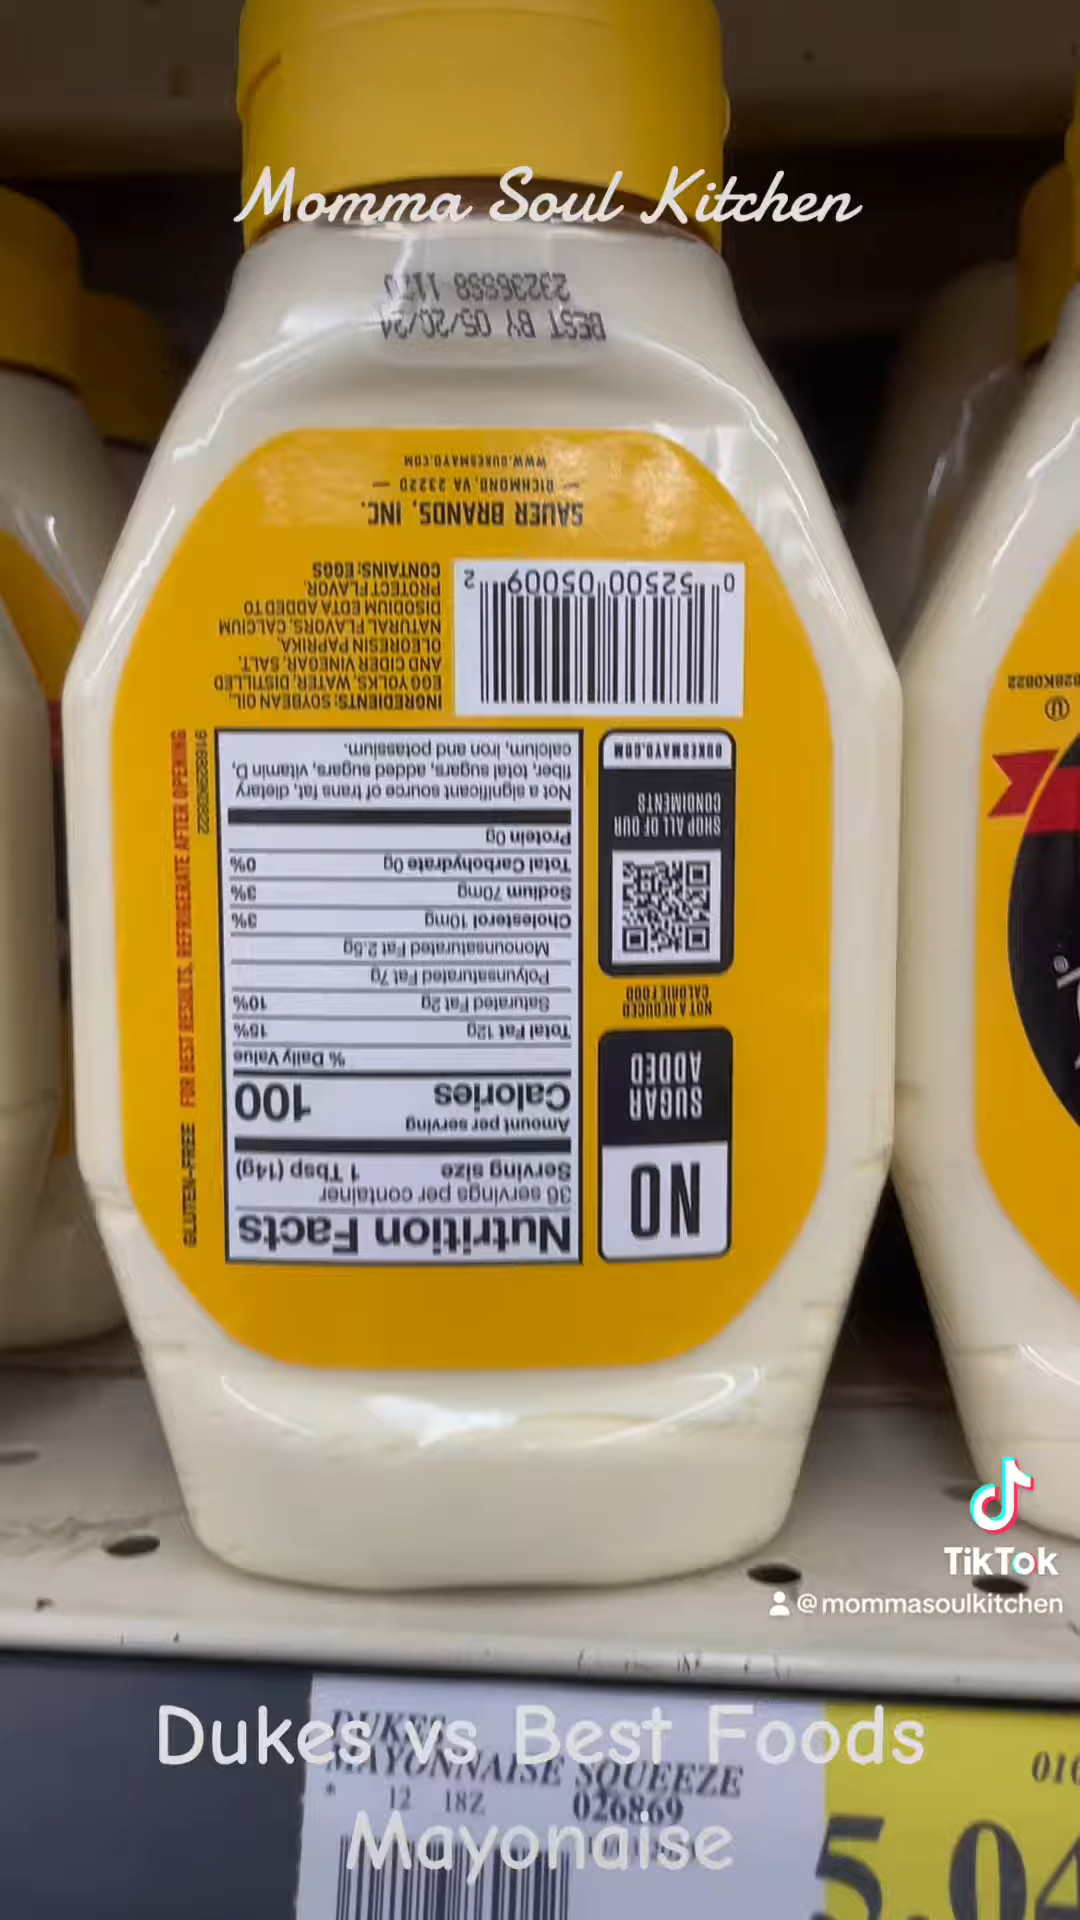 Momma Soul Kitchen
23236SS8 11
BEST BY 05/20/24
Nutrition Facts
36 servings per container
Serving size 1 Tbsp (14g)
Amount per serving
Calories 100
% Daily Value
Total Fat 12g 15%
Saturated Fat 2g 10%
Polyunsaturated Fat 7g
Monounsaturated Fat 2.5g
Cholesterol 10mg 3%
Sodium 70mg 3%
Total Carbohydrate 0g 0%
Protein 0g
Not a significant source of trans fat, dietary
fiber, total sugars, added sugars, vitamin D,
calcium, iron and potassium.
NO
SUGAR
ADDED
NOT A REDUCED
CALORIE FOOD
SHOP ALL OF OUR
CONDIMENTS
DUKESMAYO.COM
GLUTEN-FREE FOR BEST RESULTS, REFRIGERATE AFTER OPENING
INGREDIENTS: SOYBEAN OIL,
EGG YOLKS, WATER, DISTILLED
AND CIDER VINEGAR, SALT,
OLEORESIN PAPRIKA,
NATURAL FLAVORS, CALCIUM
DISODIUM EDTA ADDED TO
PROTECT FLAVOR.
CONTAINS: EGGS
0 52500 05009 2
SAUER BRANDS, INC.
— RICHMOND, VA 23220 —
WWW.DUKESMAYO.COM
828K0822
U
TikTok
@mommasoulkitchen
Dukes vs Best Foods
Mayonaise
DUKES
MAYONNAISE SQUEEZE
* 12 18Z 026869
010
5.04